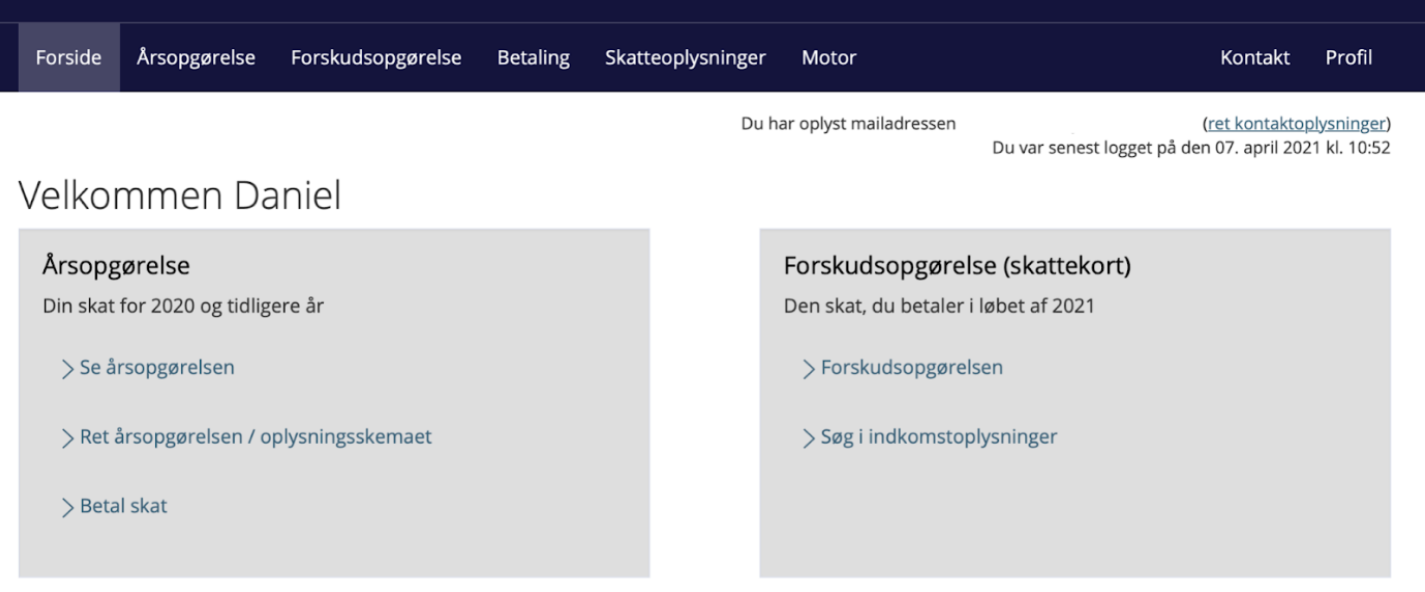 Forside Årsopgørelse Forskudsopgørelse Betaling Skatteoplysninger Motor Kontakt Profil
Du har oplyst mailadressen (ret kontaktoplysninger)
Du var senest logget på den 07. april 2021 kl. 10:52
Velkommen Daniel
Årsopgørelse
Din skat for 2020 og tidligere år
Se årsopgørelsen
Ret årsopgørelsen / oplysningsskemaet
Betal skat
Forskudsopgørelse (skattekort)
Den skat, du betaler i løbet af 2021
Forskudsopgørelsen
Søg i indkomstoplysninger